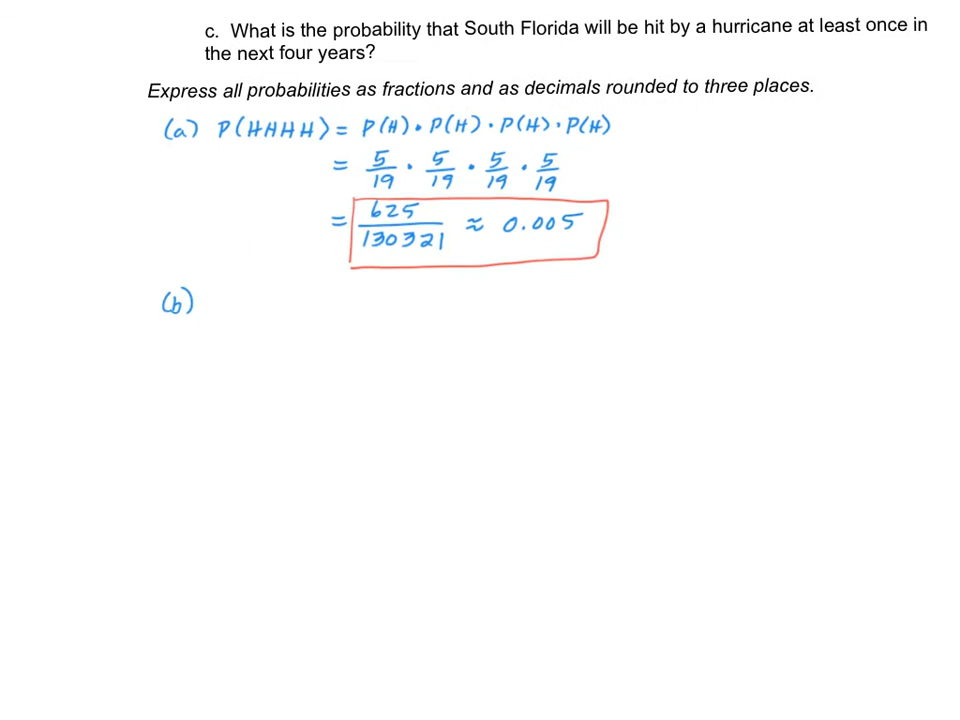 c. What is the probability that South Florida will be hit by a hurricane at least once in
the next four years?
Express all probabilities as fractions and as decimals rounded to three places.
(a) P(HHHH) = P(H) · P(H) · P(H) · P(H)
= 5/19 · 5/19 · 5/19 · 5/19
= 625/130321 ≈ 0.005
(b)